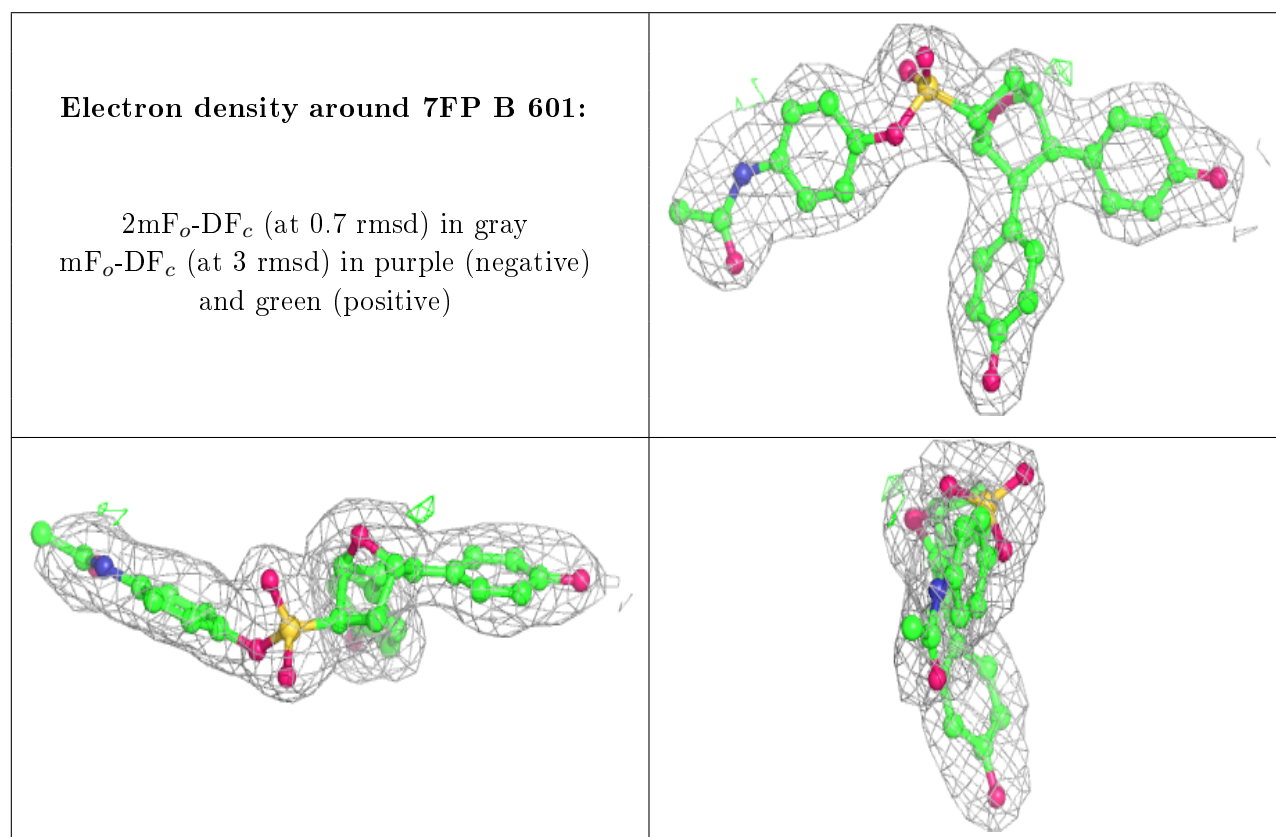 Electron density around 7FP B 601:
2mFₒ-DF𝒸 (at 0.7 rmsd) in gray
mFₒ-DF𝒸 (at 3 rmsd) in purple (negative)
and green (positive)